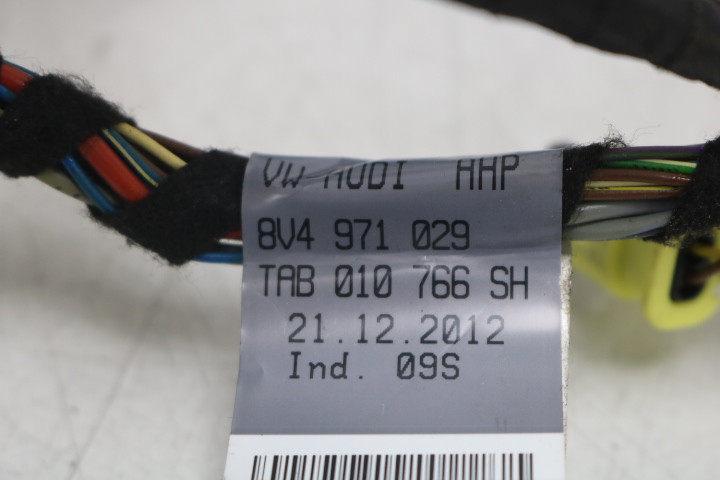 VW AUDI AHP
8V4 971 029
TAB 010 766 SH
21.12.2012
Ind. 09S